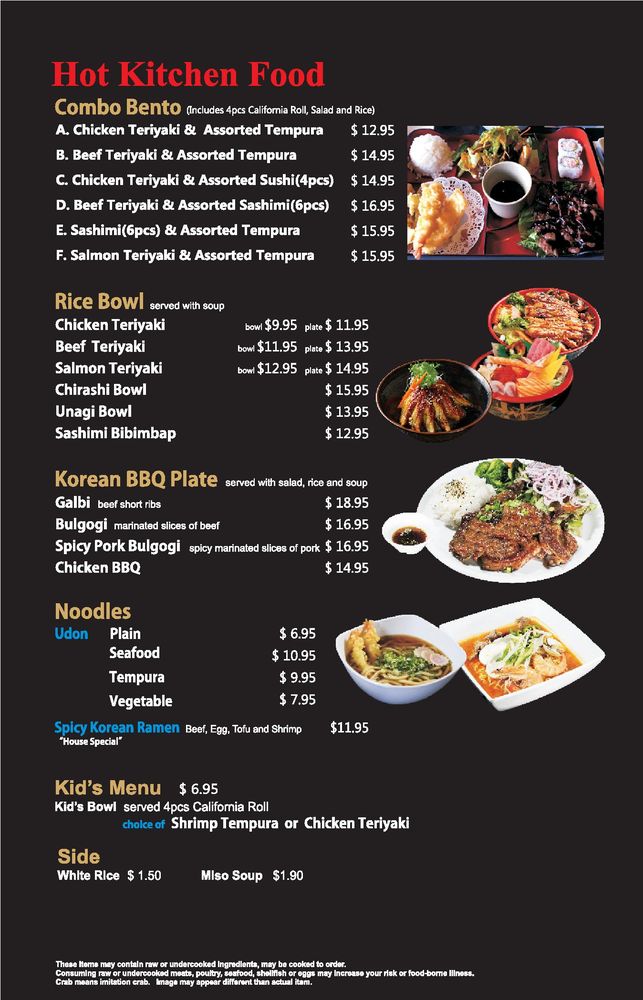 Hot Kitchen Food
Combo Bento (Includes 4pcs California Roll, Salad and Rice)
A. Chicken Teriyaki & Assorted Tempura $ 12.95
B. Beef Teriyaki & Assorted Tempura $ 14.95
C. Chicken Teriyaki & Assorted Sushi(4pcs) $ 14.95
D. Beef Teriyaki & Assorted Sashimi(6pcs) $ 16.95
E. Sashimi(6pcs) & Assorted Tempura $ 15.95
F. Salmon Teriyaki & Assorted Tempura $ 15.95
Rice Bowl served with soup
Chicken Teriyaki bowl $9.95 plate $ 11.95
Beef Teriyaki bowl $11.95 plate $ 13.95
Salmon Teriyaki bowl $12.95 plate $ 14.95
Chirashi Bowl $ 15.95
Unagi Bowl $ 13.95
Sashimi Bibimbap $ 12.95
Korean BBQ Plate served with salad, rice and soup
Galbi beef short ribs $ 18.95
Bulgogi marinated slices of beef $ 16.95
Spicy Pork Bulgogi spicy marinated slices of pork $ 16.95
Chicken BBQ $ 14.95
Noodles
Udon Plain $ 6.95
Seafood $ 10.95
Tempura $ 9.95
Vegetable $ 7.95
Spicy Korean Ramen Beef, Egg, Tofu and Shrimp $11.95
"House Special"
Kid's Menu $ 6.95
Kid's Bowl served 4pcs California Roll
choice of Shrimp Tempura or Chicken Teriyaki
Side
White Rice $ 1.50 Miso Soup $1.90
These items may contain raw or undercooked ingredients, may be cooked to order.
Consuming raw or undercooked meats, poultry, seafood, shellfish or eggs may increase your risk or food-borne illness.
Crab means imitation crab. Image may appear different than actual item.